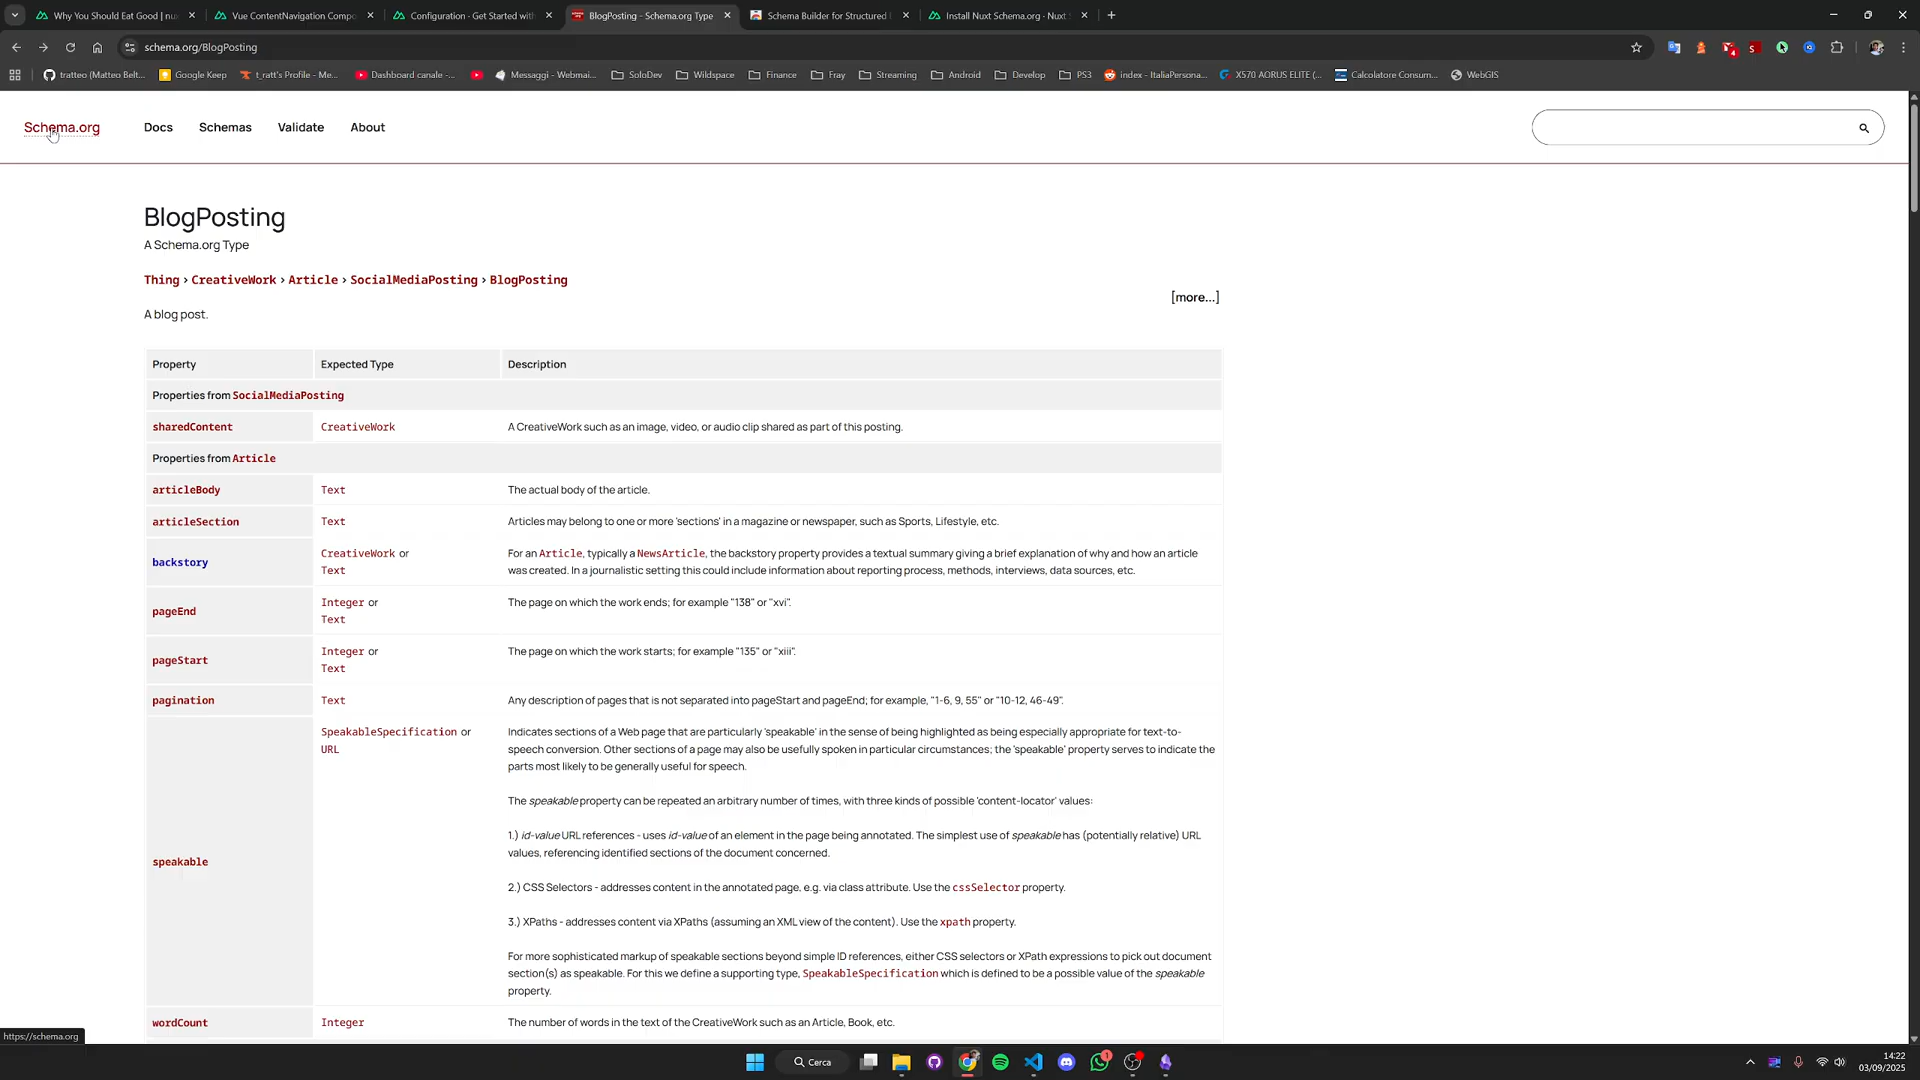 Why You Should Eat Good | nu
Vue ContentNavigation Compo
Configuration - Get Started with
BlogPosting - Schema.org Type
Schema Builder for Structured
Install Nuxt Schema.org · Nuxt
schema.org/BlogPosting
tratteo (Matteo Belt...
Google Keep
t_ratt's Profile - Me...
Dashboard canale -...
Messaggi - Webmai...
SoloDev
Wildspace
Finance
Fray
Streaming
Android
Develop
PS3
index - ItaliaPersona...
X570 AORUS ELITE (...
Calcolatore Consum...
WebGIS
Schema.org
Docs
Schemas
Validate
About
BlogPosting
A Schema.org Type
Thing > CreativeWork > Article > SocialMediaPosting > BlogPosting
[more...]
A blog post.
Property Expected Type Description
Properties from SocialMediaPosting
sharedContent CreativeWork A CreativeWork such as an image, video, or audio clip shared as part of this posting.
Properties from Article
articleBody Text The actual body of the article.
articleSection Text Articles may belong to one or more 'sections' in a magazine or newspaper, such as Sports, Lifestyle, etc.
backstory
CreativeWork or
Text
For an Article, typically a NewsArticle, the backstory property provides a textual summary giving a brief explanation of why and how an article
was created. In a journalistic setting this could include information about reporting process, methods, interviews, data sources, etc.
pageEnd
Integer or
Text
The page on which the work ends; for example "138" or "xvi".
pageStart
Integer or
Text
The page on which the work starts; for example "135" or "xiii".
pagination Text Any description of pages that is not separated into pageStart and pageEnd; for example, "1-6, 9, 55" or "10-12, 46-49".
speakable
SpeakableSpecification or
URL
Indicates sections of a Web page that are particularly 'speakable' in the sense of being highlighted as being especially appropriate for text-to-
speech conversion. Other sections of a page may also be usefully spoken in particular circumstances; the 'speakable' property serves to indicate the
parts most likely to be generally useful for speech.
The speakable property can be repeated an arbitrary number of times, with three kinds of possible 'content-locator' values:
1.) id-value URL references - uses id-value of an element in the page being annotated. The simplest use of speakable has (potentially relative) URL
values, referencing identified sections of the document concerned.
2.) CSS Selectors - addresses content in the annotated page, e.g. via class attribute. Use the cssSelector property.
3.) XPaths - addresses content via XPaths (assuming an XML view of the content). Use the xpath property.
For more sophisticated markup of speakable sections beyond simple ID references, either CSS selectors or XPath expressions to pick out document
section(s) as speakable. For this we define a supporting type, SpeakableSpecification which is defined to be a possible value of the speakable
property.
wordCount Integer The number of words in the text of the CreativeWork such as an Article, Book, etc.
https://schema.org
Cerca
14:22
03/09/2025